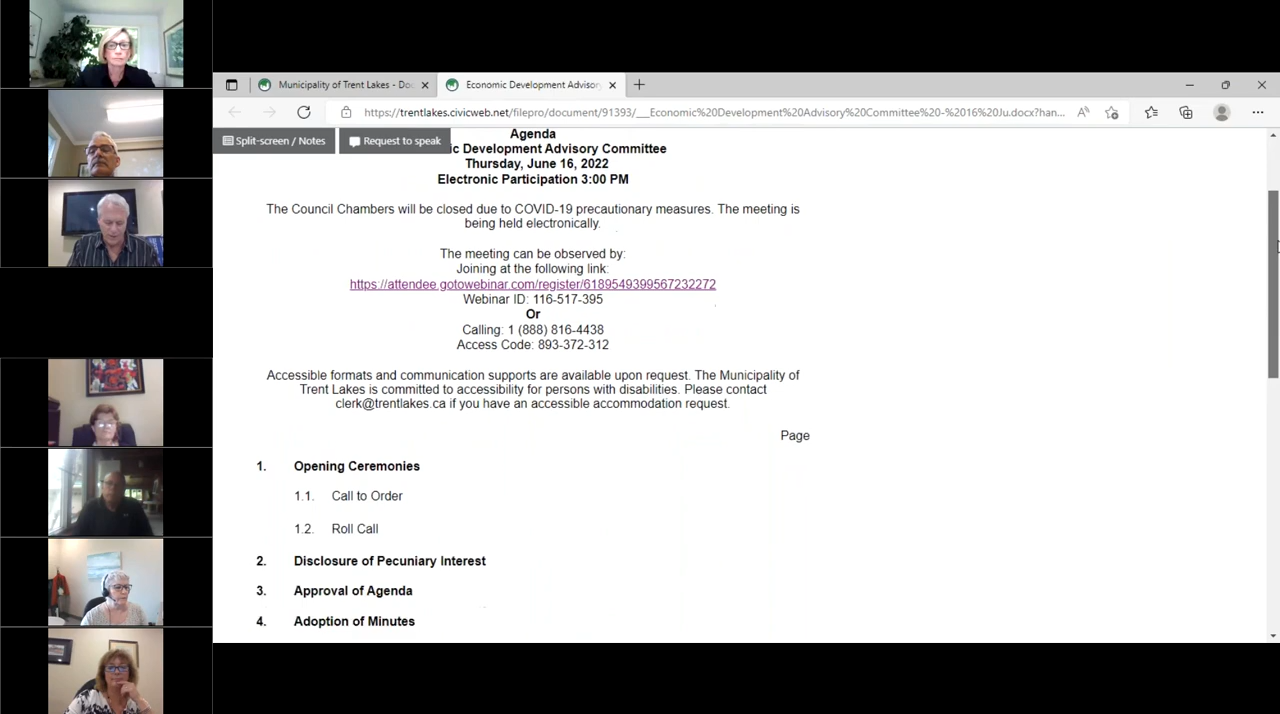 Municipality of Trent Lakes - Do
Economic Development Advisor
https://trentlakes.civicweb.net/filepro/document/91393/__Economic%20Development%20Advisory%20Committee%20-%2016%20Ju.docx?han...
Split-screen / Notes
Request to speak
Agenda
ic Development Advisory Committee
Thursday, June 16, 2022
Electronic Participation 3:00 PM
The Council Chambers will be closed due to COVID-19 precautionary measures. The meeting is
being held electronically.
The meeting can be observed by:
Joining at the following link:
https://attendee.gotowebinar.com/register/6189549399567232272
Webinar ID: 116-517-395
Or
Calling: 1 (888) 816-4438
Access Code: 893-372-312
Accessible formats and communication supports are available upon request. The Municipality of
Trent Lakes is committed to accessibility for persons with disabilities. Please contact
clerk@trentlakes.ca if you have an accessible accommodation request.
Page
1. Opening Ceremonies
1.1. Call to Order
1.2. Roll Call
2. Disclosure of Pecuniary Interest
3. Approval of Agenda
4. Adoption of Minutes